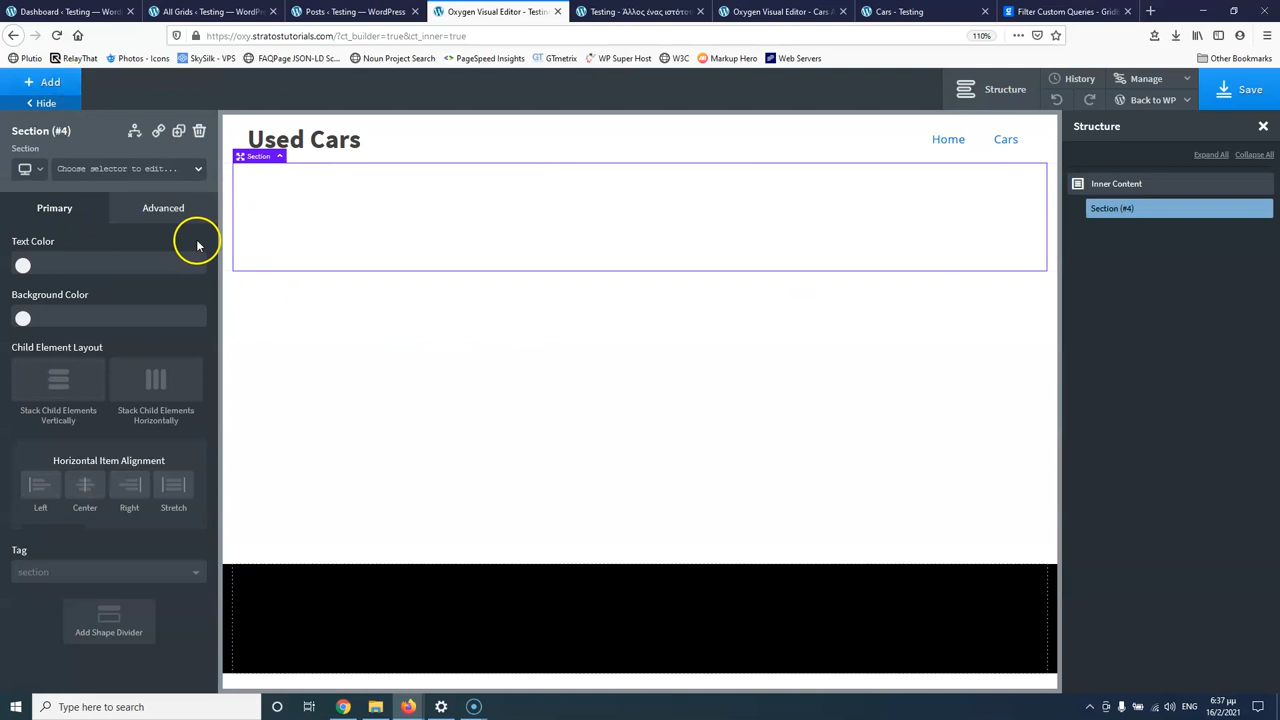 Dashboard ‹ Testing — Word
All Grids ‹ Testing — WordPr
Posts ‹ Testing — WordPress
Oxygen Visual Editor - Testin
Testing - Άλλος ένας ιστότοπ
Oxygen Visual Editor - Cars A
Cars - Testing
Filter Custom Queries - Gridb
https://oxy.stratostutorials.com/?ct_builder=true&ct_inner=true
110%
Plutio
RelayThat
Photos - Icons
SkySilk - VPS
FAQPage JSON-LD Sc...
Noun Project Search
PageSpeed Insights
GTmetrix
WP Super Host
W3C
Markup Hero
Web Servers
Other Bookmarks
+ Add
Hide
Structure
History
Manage
Back to WP
Save
Section (#4)
Section
Choose selector to edit...
Primary
Advanced
Text Color
Background Color
Child Element Layout
Stack Child Elements
Vertically
Stack Child Elements
Horizontally
Horizontal Item Alignment
Left
Center
Right
Stretch
Tag
section
Add Shape Divider
Used Cars
Home
Cars
Section
Structure
Expand All
Collapse All
Inner Content
Section (#4)
Type here to search
ENG
6:37 μμ
16/2/2021